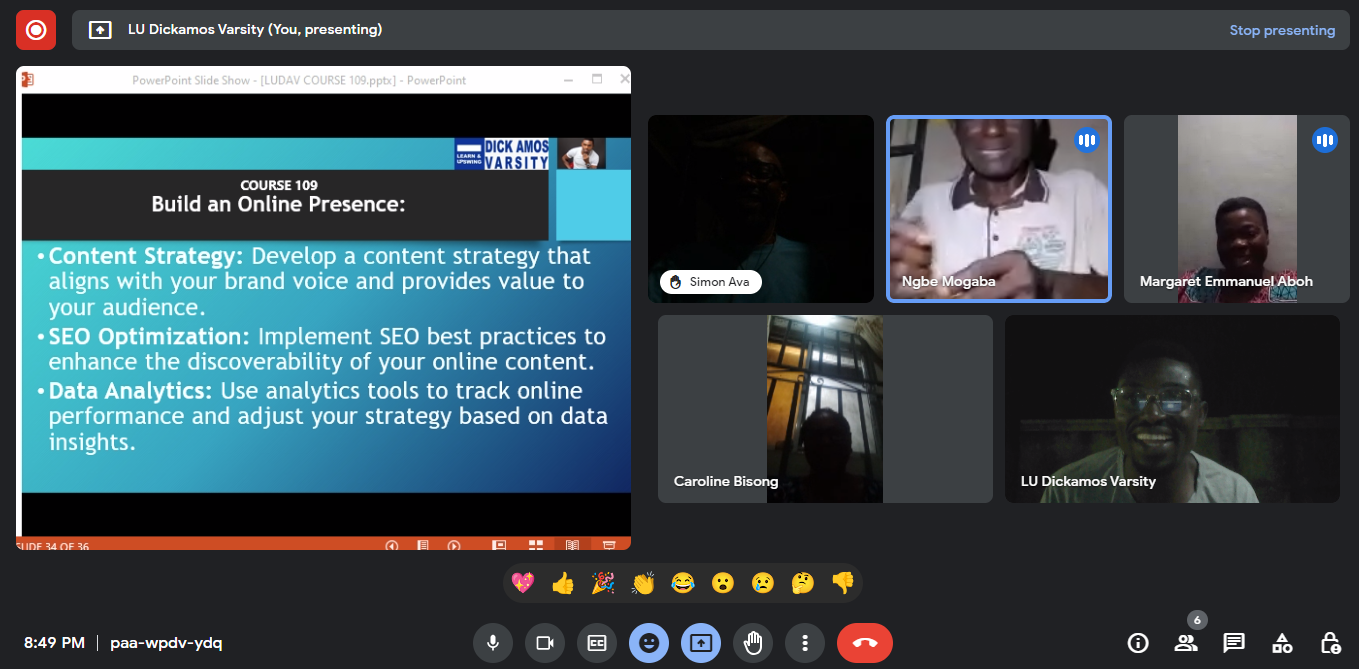 LU Dickamos Varsity (You, presenting)
Stop presenting
PowerPoint Slide Show - [LUDAV COURSE 109.pptx] - PowerPoint
LEARN &
UPSWING
DICK AMOS
VARSITY
COURSE 109
Build an Online Presence:
• Content Strategy: Develop a content strategy that
aligns with your brand voice and provides value to
your audience.
• SEO Optimization: Implement SEO best practices to
enhance the discoverability of your online content.
• Data Analytics: Use analytics tools to track online
performance and adjust your strategy based on data
insights.
SLIDE 34 OF 36
Simon Ava
Ngbe Mogaba
Margaret Emmanuel Aboh
Caroline Bisong
LU Dickamos Varsity
8:49 PM | paa-wpdv-ydq
CC
6